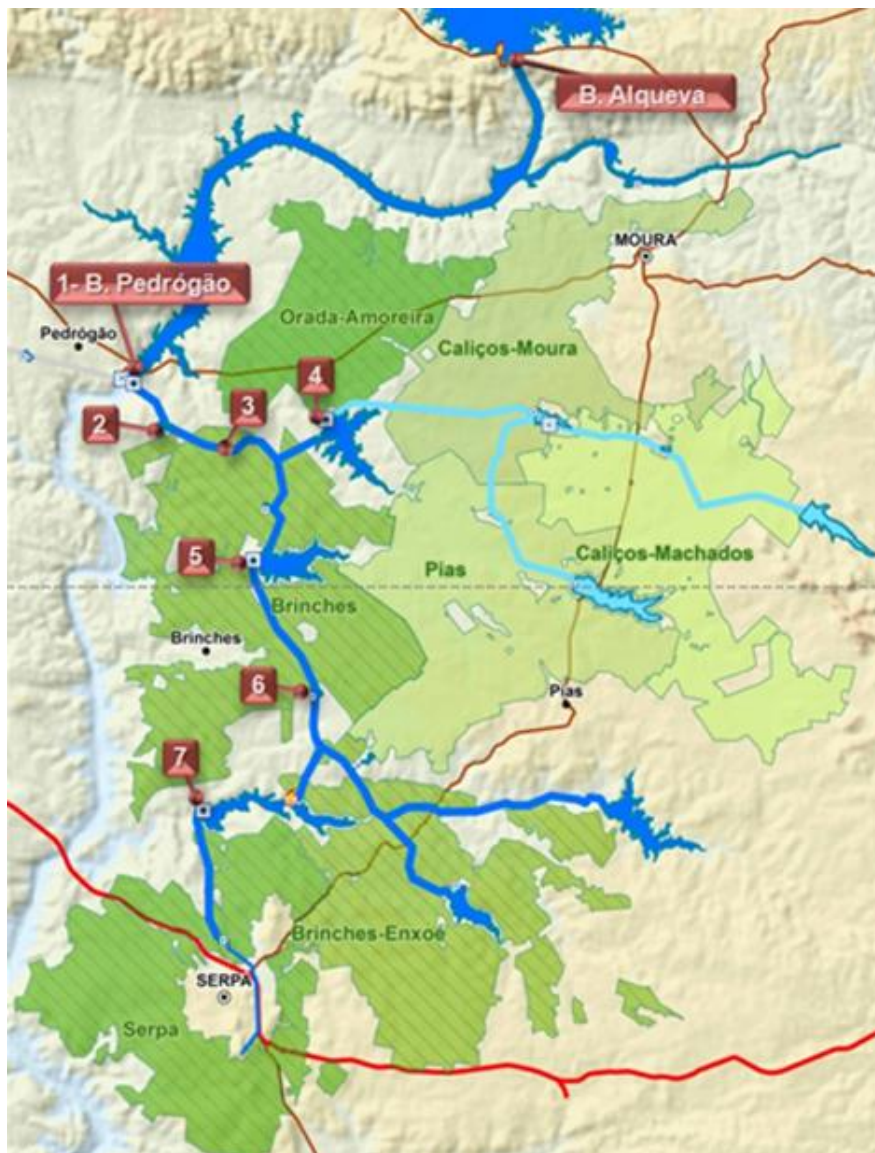 B. Alqueva
MOURA
1- B. Pedrógão
Orada-Amoreira
Pedrógão
Caliços-Moura
4
3
2
5
Caliços-Machados
Pias
Brinches
Brinches
6
Pias
7
Brinches-Enxoé
SERPA
Serpa